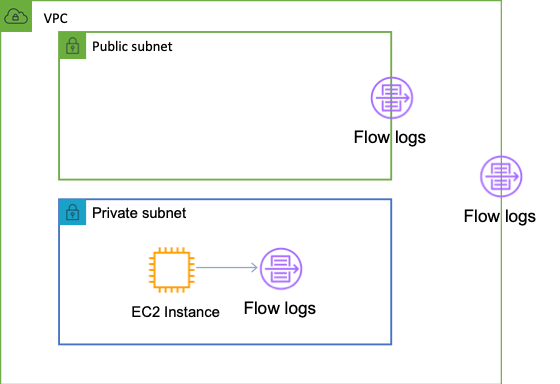 VPC
Public subnet
Flow logs
Flow logs
Private subnet
EC2 Instance
Flow logs